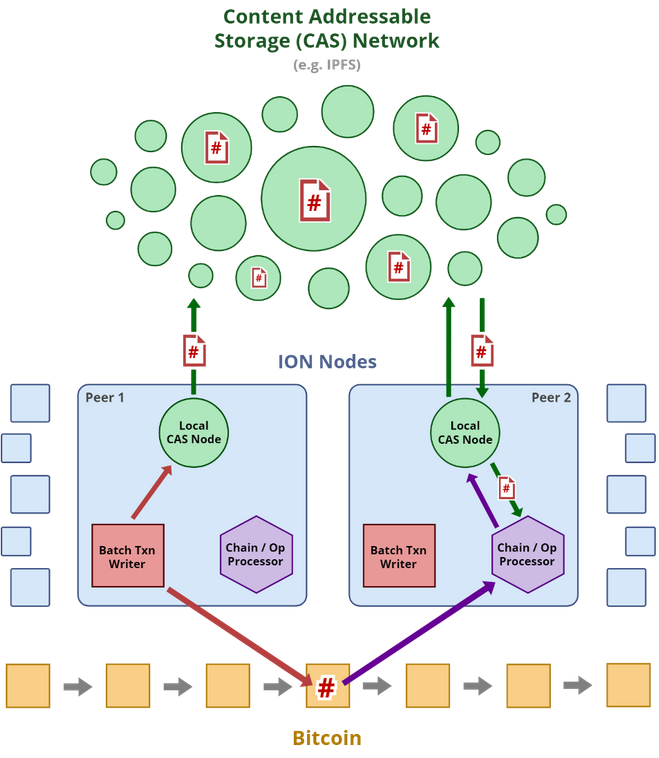 Content Addressable
Storage (CAS) Network
(e.g. IPFS)
#
#
#
#
#
#
#
ION Nodes
Peer 1
Peer 2
Local
CAS Node
Local
CAS Node
#
Batch Txn
Writer
Chain / Op
Processor
Batch Txn
Writer
Chain / Op
Processor
#
Bitcoin